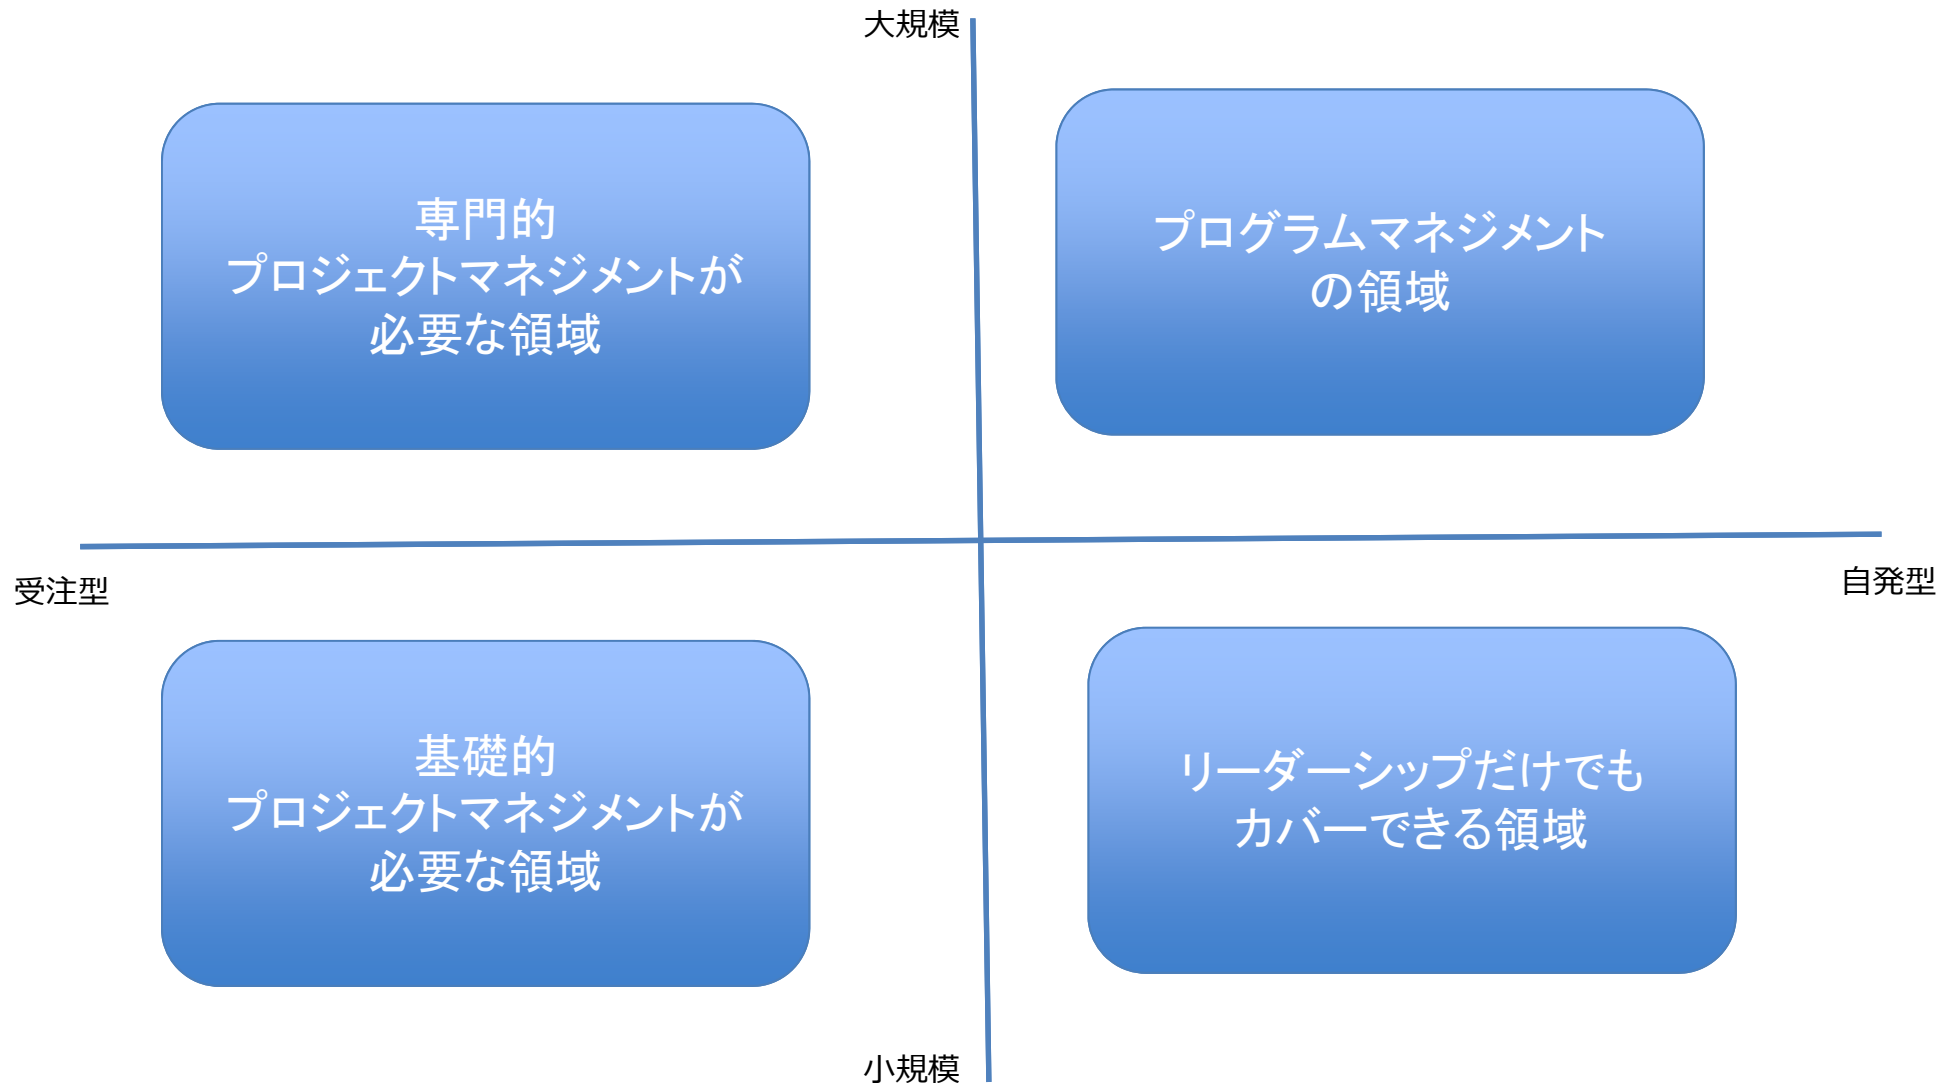 大規模
専門的
プロジェクトマネジメントが
必要な領域
プログラムマネジメント
の領域
受注型
自発型
基礎的
プロジェクトマネジメントが
必要な領域
リーダーシップだけでも
カバーできる領域
小規模